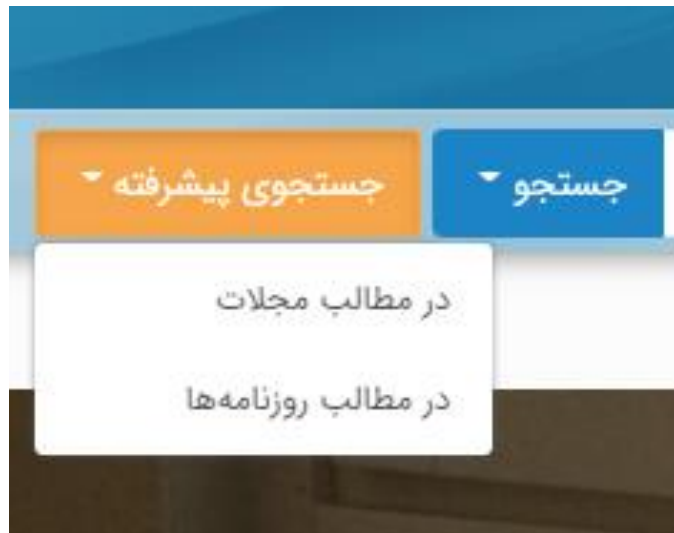 جستجو
جستجوی پیشرفته
در مطالب مجلات
در مطالب روزنامه‌ها